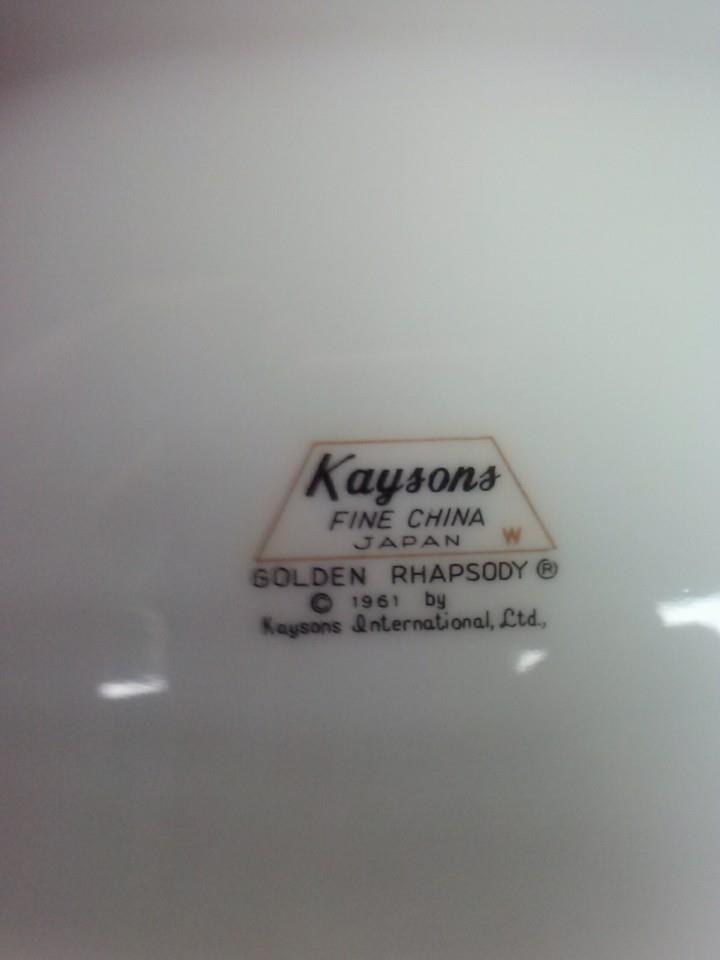 Kaysons
FINE CHINA
JAPAN W
GOLDEN RHAPSODY ®
© 1961 by
Kaysons International, Ltd.,